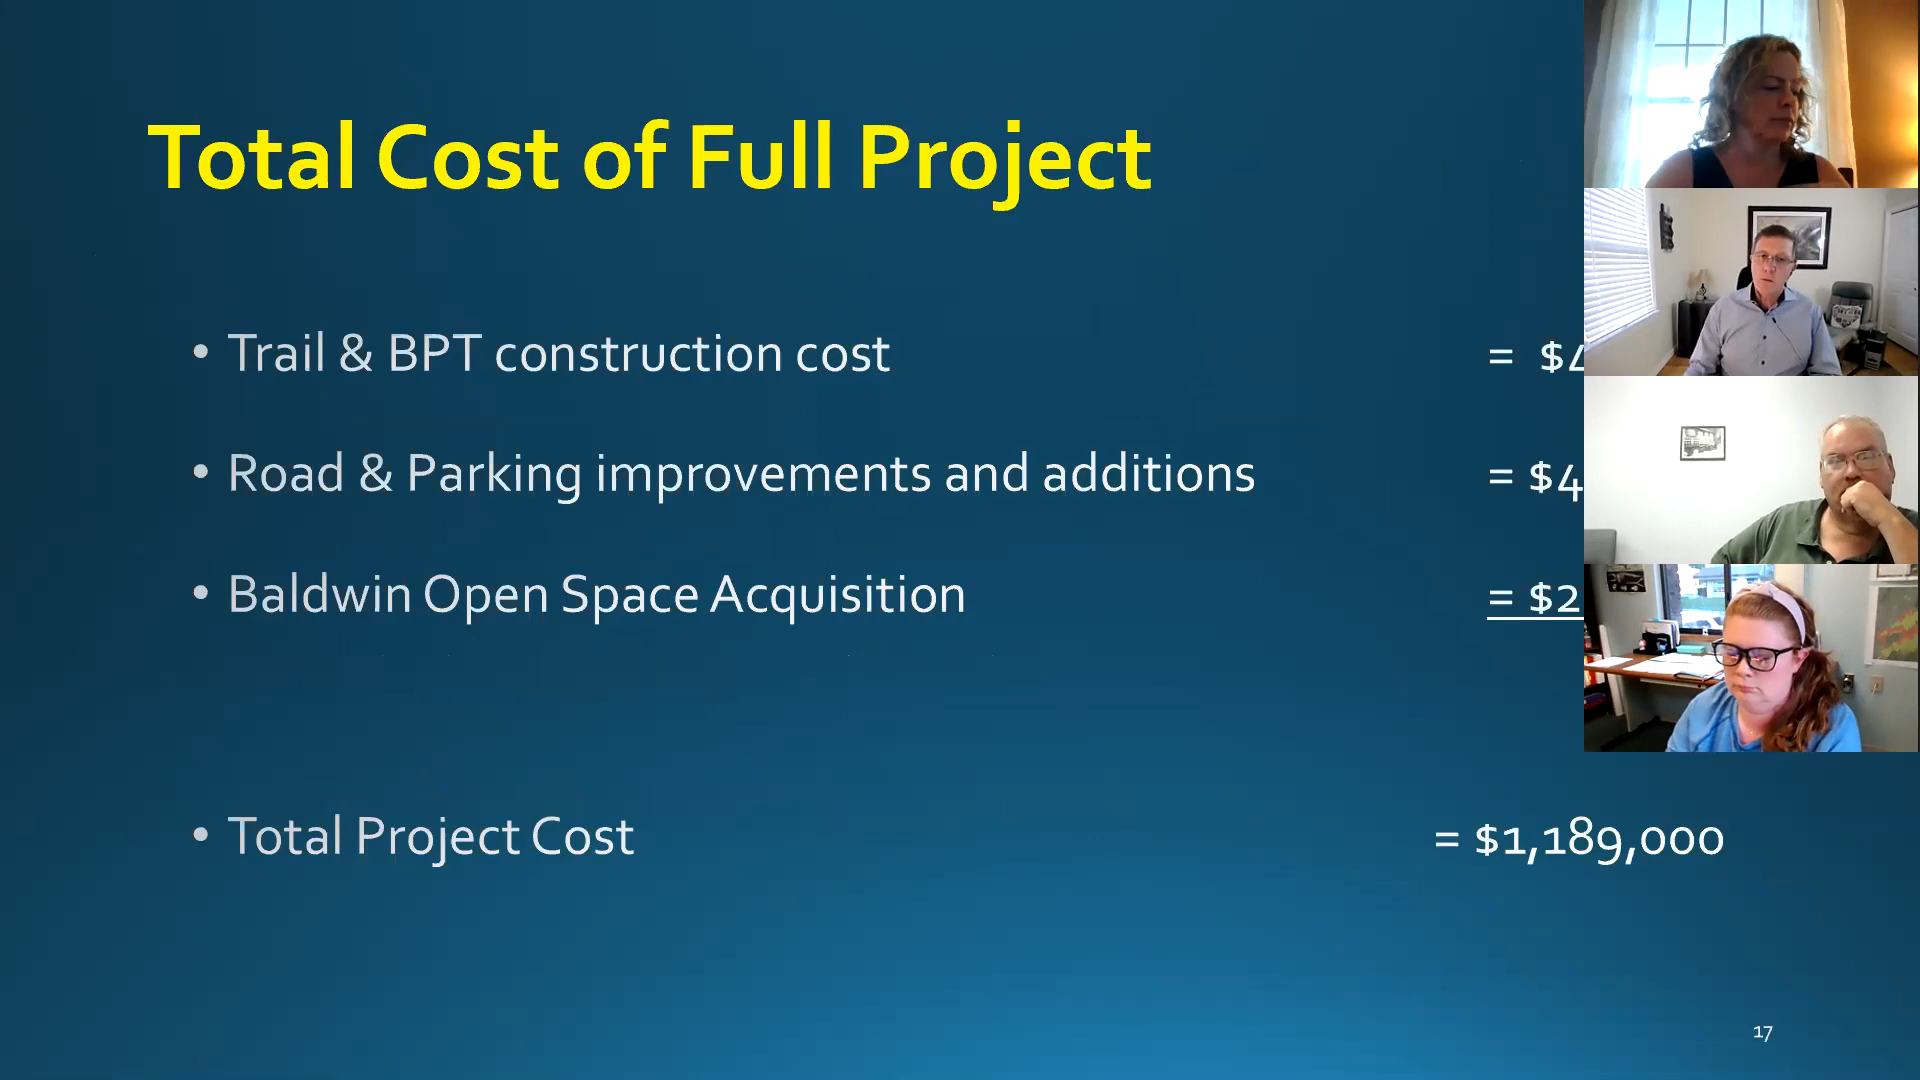 Total Cost of Full Project
• Trail & BPT construction cost = $4
• Road & Parking improvements and additions = $4
• Baldwin Open Space Acquisition = $2
• Total Project Cost = $1,189,000
17